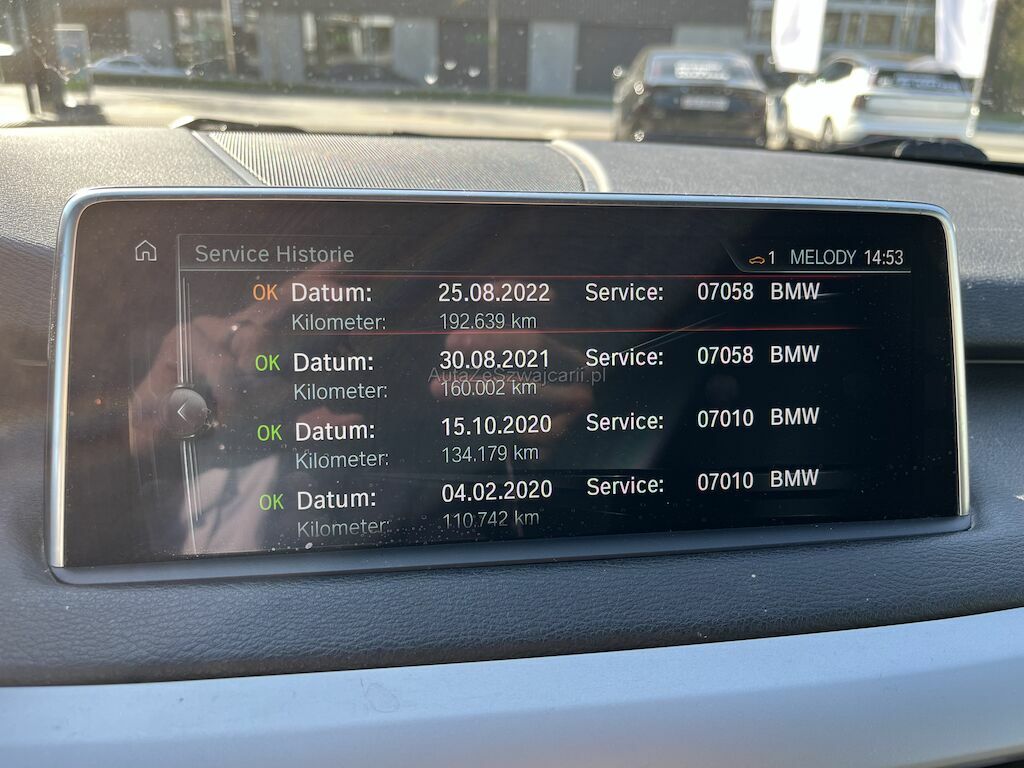 Service Historie
1 MELODY 14:53
OK Datum: 25.08.2022 Service: 07058 BMW
Kilometer: 192.639 km
OK Datum: 30.08.2021 Service: 07058 BMW
AutaZeSzwajcarii.pl
Kilometer: 160.002 km
OK Datum: 15.10.2020 Service: 07010 BMW
Kilometer: 134.179 km
OK Datum: 04.02.2020 Service: 07010 BMW
Kilometer: 110.742 km